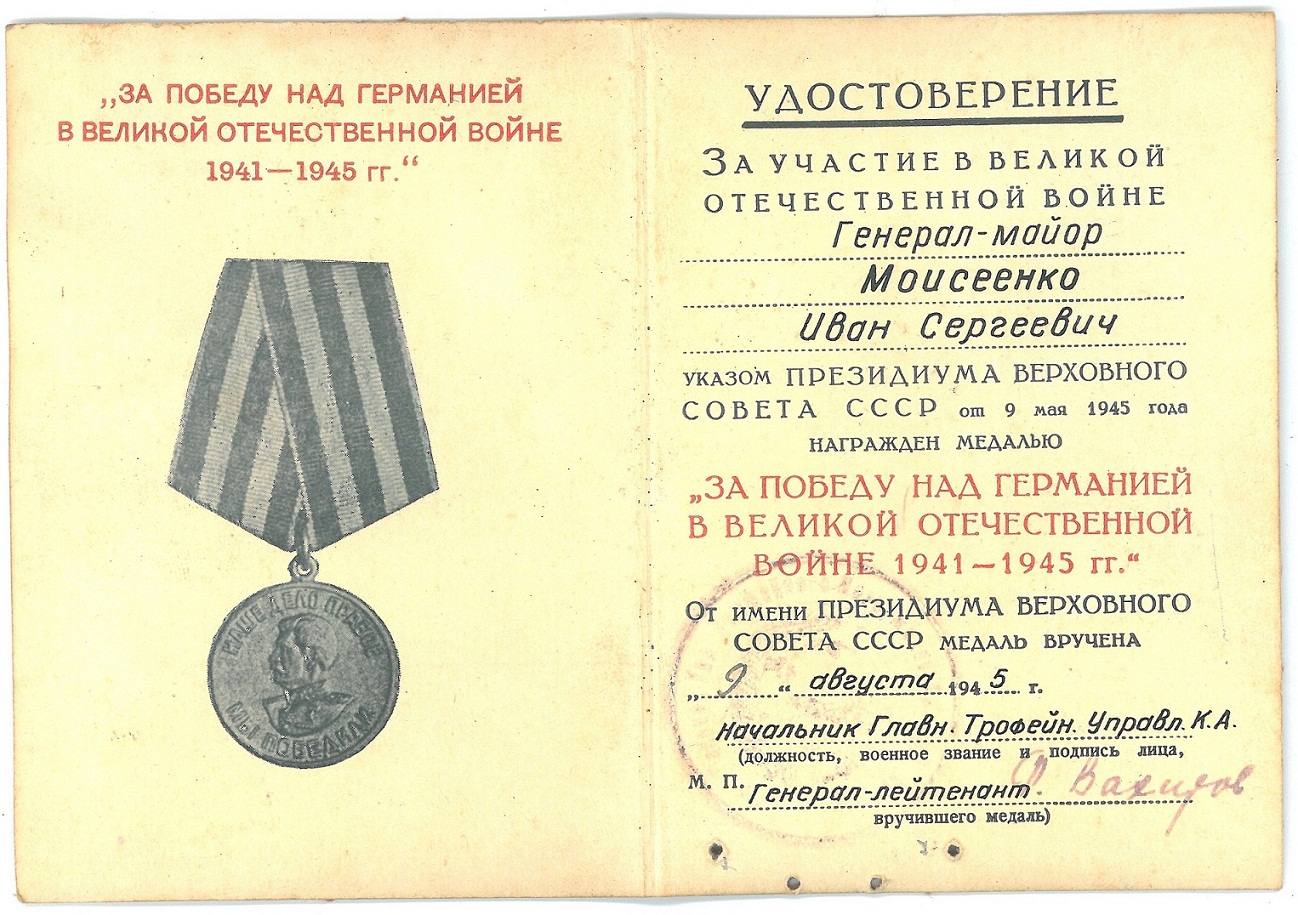 „ЗА ПОБЕДУ НАД ГЕРМАНИЕЙ
В ВЕЛИКОЙ ОТЕЧЕСТВЕННОЙ ВОЙНЕ
1941—1945 гг.“
НАШЕ ДЕЛО ПРАВОЕ
МЫ ПОБЕДИЛИ
УДОСТОВЕРЕНИЕ
ЗА УЧАСТИЕ В ВЕЛИКОЙ
ОТЕЧЕСТВЕННОЙ ВОЙНЕ
Генерал-майор
Моисеенко
Иван Сергеевич
УКАЗОМ ПРЕЗИДИУМА ВЕРХОВНОГО
СОВЕТА СССР от 9 мая 1945 года
НАГРАЖДЕН МЕДАЛЬЮ
„ЗА ПОБЕДУ НАД ГЕРМАНИЕЙ
В ВЕЛИКОЙ ОТЕЧЕСТВЕННОЙ
ВОЙНЕ 1941—1945 гг.“
ОТ ИМЕНИ ПРЕЗИДИУМА ВЕРХОВНОГО
СОВЕТА СССР МЕДАЛЬ ВРУЧЕНА
„9“ августа 1945 г.
Начальник Главн. Трофейн. Управл. К.А.
(должность, военное звание и подпись лица,
М. П. Генерал-лейтенант
вручившего медаль)